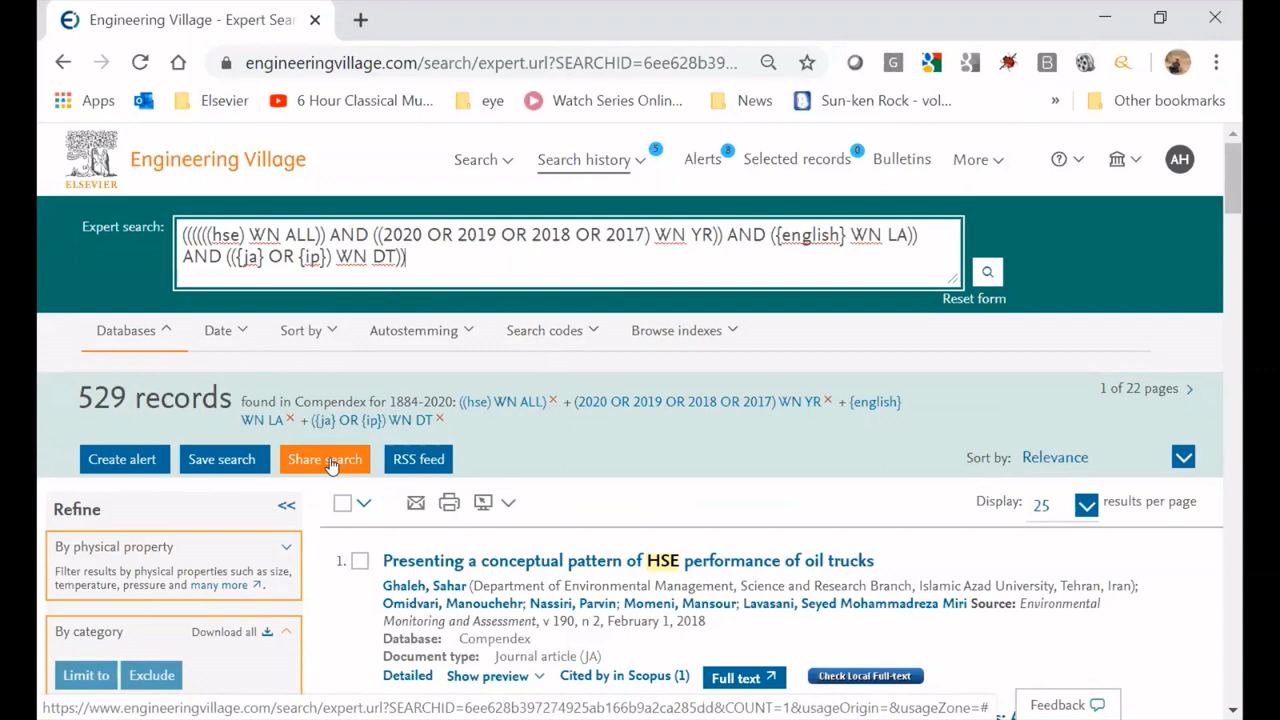 Engineering Village - Expert Sear
engineeringvillage.com/search/expert.url?SEARCHID=6ee628b39...
Apps Elsevier 6 Hour Classical Mu... eye Watch Series Onlin... News Sun-ken Rock - vol... » Other bookmarks
ELSEVIER
Engineering Village
Search Search history 5 Alerts 8 Selected records 0 Bulletins More AH
Expert search:
((((((hse) WN ALL)) AND ((2020 OR 2019 OR 2018 OR 2017) WN YR)) AND ({english} WN LA))
AND (({ja} OR {ip}) WN DT))
Reset form
Databases Date Sort by Autostemming Search codes Browse indexes
529 records found in Compendex for 1884-2020: ((hse) WN ALL) × + (2020 OR 2019 OR 2018 OR 2017) WN YR × + {english}
WN LA × + ({ja} OR {ip}) WN DT ×
1 of 22 pages
Create alert Save search Share search RSS feed
Sort by: Relevance
Refine <<
Display: 25 results per page
By physical property
Filter results by physical properties such as size,
temperature, pressure and many more.
By category Download all
Limit to Exclude
1. Presenting a conceptual pattern of HSE performance of oil trucks
Ghaleh, Sahar (Department of Environmental Management, Science and Research Branch, Islamic Azad University, Tehran, Iran);
Omidvari, Manouchehr; Nassiri, Parvin; Momeni, Mansour; Lavasani, Seyed Mohammadreza Miri Source: Environmental
Monitoring and Assessment, v 190, n 2, February 1, 2018
Database: Compendex
Document type: Journal article (JA)
Detailed Show preview Cited by in Scopus (1) Full text Check Local Full-text
https://www.engineeringvillage.com/search/expert.url?SEARCHID=6ee628b397274925ab166b9a2ca285dd&COUNT=1&usageOrigin=&usageZone=#
Feedback